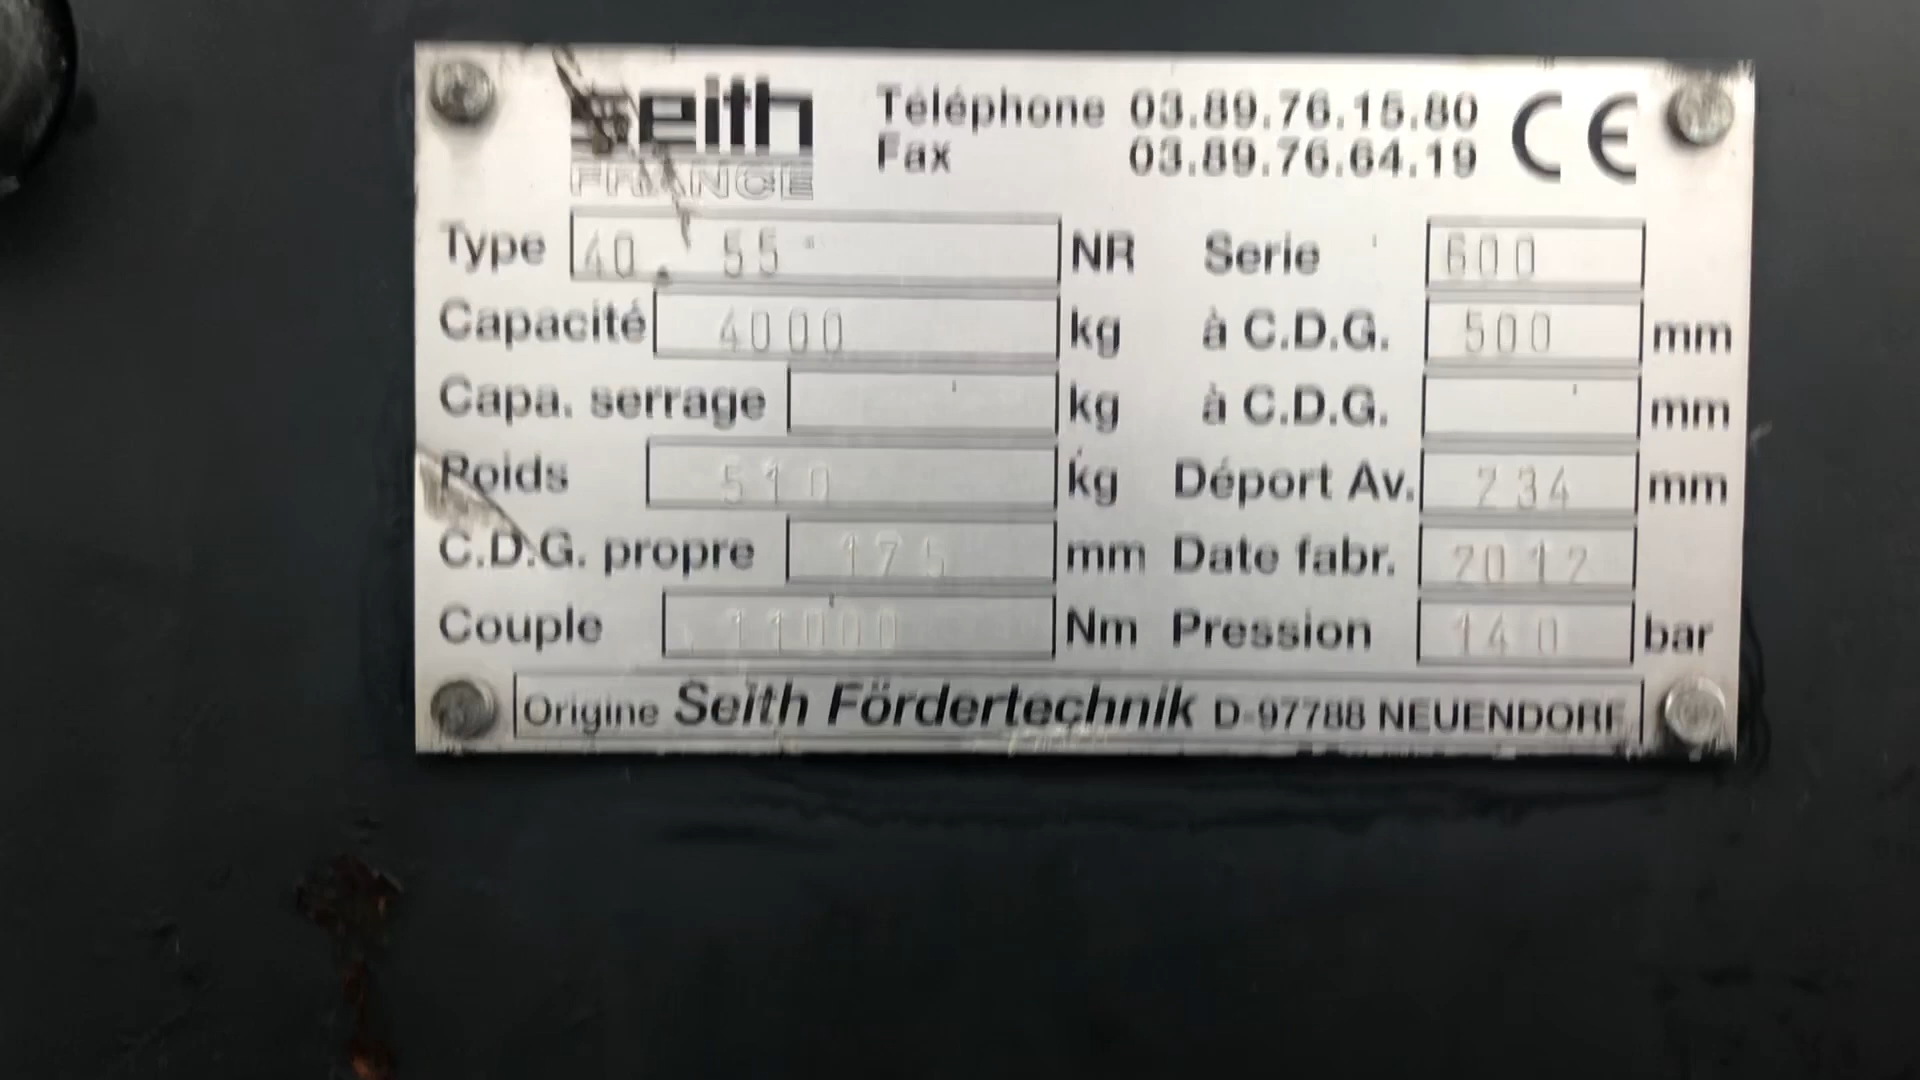 seith Téléphone 03.89.76.15.80 CE
FRANCE Fax 03.89.76.64.19
Type 40. 55 NR Serie 600
Capacité 4000 kg à C.D.G. 500 mm
Capa. serrage kg à C.D.G. mm
Poids 510 kg Déport Av. 234 mm
C.D.G. propre 175 mm Date fabr. 2012
Couple 11000 Nm Pression 140 bar
Origine Seith Fördertechnik D-97788 NEUENDORF